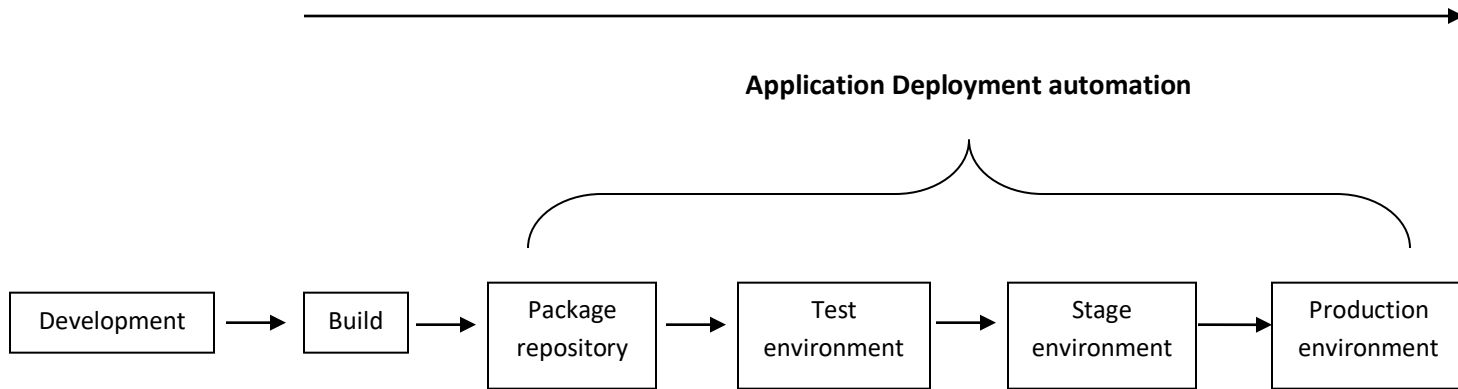 Application Deployment automation
Development
Build
Package
repository
Test
environment
Stage
environment
Production
environment